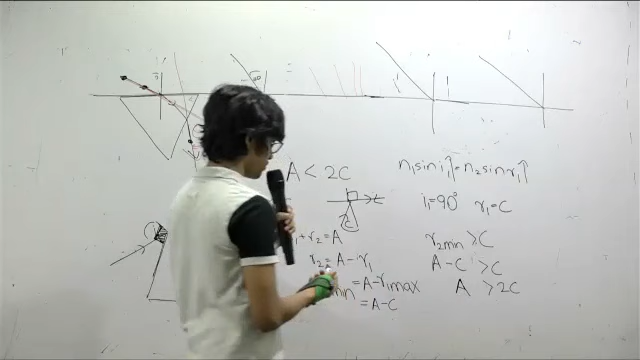 A < 2C
n₁sin i₁↑ = n₂sin r₁↑
i₁=90° r₁=C
C
r₁+r₂=A
r₂=A-r₁
r₂min >C
=A-r₁max
A-C >C
=A-C
A >2C